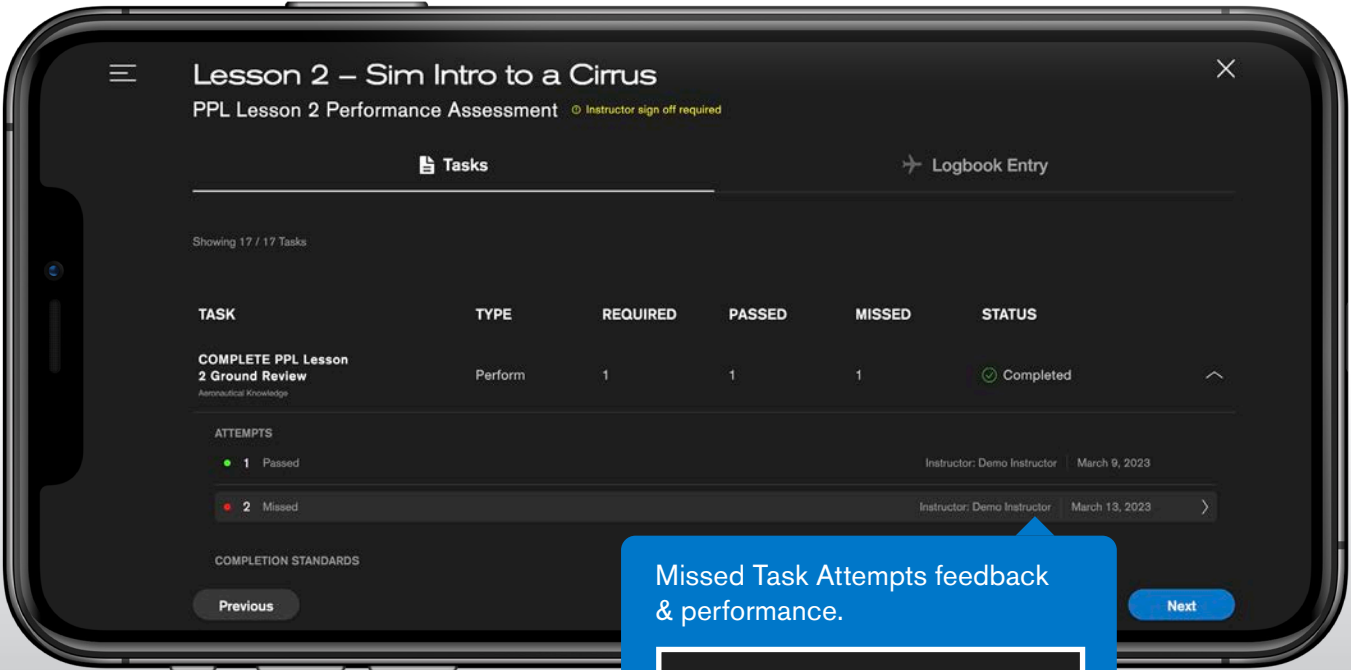 Lesson 2 – Sim Intro to a Cirrus
PPL Lesson 2 Performance Assessment Instructor sign off required
Tasks Logbook Entry
Showing 17 / 17 Tasks
TASK TYPE REQUIRED PASSED MISSED STATUS
COMPLETE PPL Lesson
2 Ground Review
Perform 1 1 1 Completed
Aeronautical Knowledge
ATTEMPTS
1 Passed Instructor: Demo Instructor March 9, 2023
2 Missed Instructor: Demo Instructor March 13, 2023
COMPLETION STANDARDS
Missed Task Attempts feedback
& performance.
Previous Next